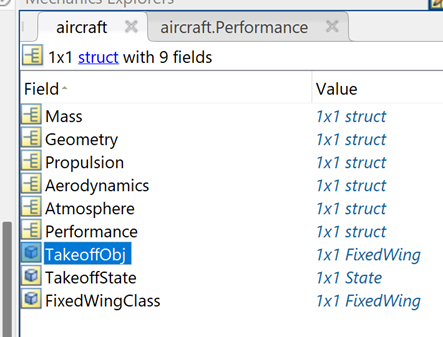 Mechanics Explorers
aircraft aircraft.Performance
1x1 struct with 9 fields
Field Value
Mass 1x1 struct
Geometry 1x1 struct
Propulsion 1x1 struct
Aerodynamics 1x1 struct
Atmosphere 1x1 struct
Performance 1x1 struct
TakeoffObj 1x1 FixedWing
TakeoffState 1x1 State
FixedWingClass 1x1 FixedWing